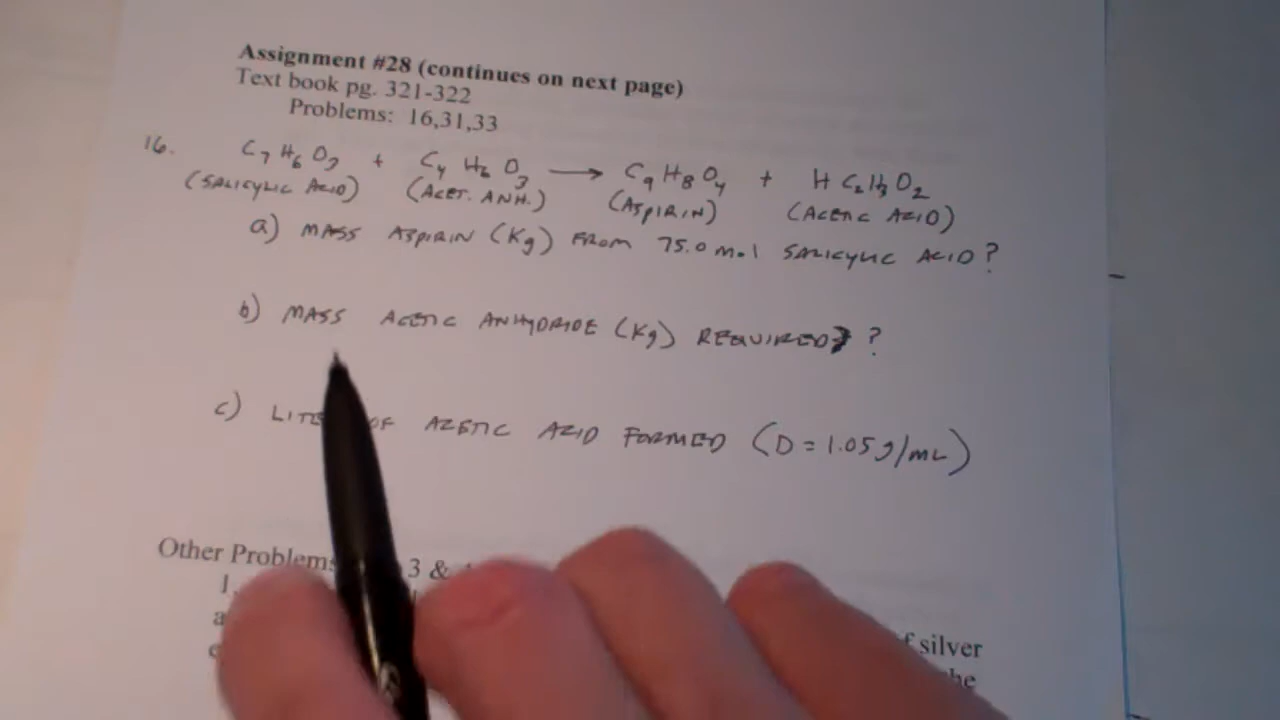 Assignment #28 (continues on next page)
Text book pg. 321-322
Problems: 16,31,33
16. C7H6O3 + C4H6O3 → C9H8O4 + HC2H3O2
(SALICYLIC ACID) (ACET. ANH.) (ASPIRIN) (ACETIC ACID)
a) MASS ASPIRIN (Kg) FROM 75.0 mol SALICYLIC ACID?
b) MASS ACETIC ANHYDRIDE (Kg) REQUIRED?
c) OF ACETIC ACID FORMED (D = 1.05 g/mL)
Other Problems 3 &
1.
silver